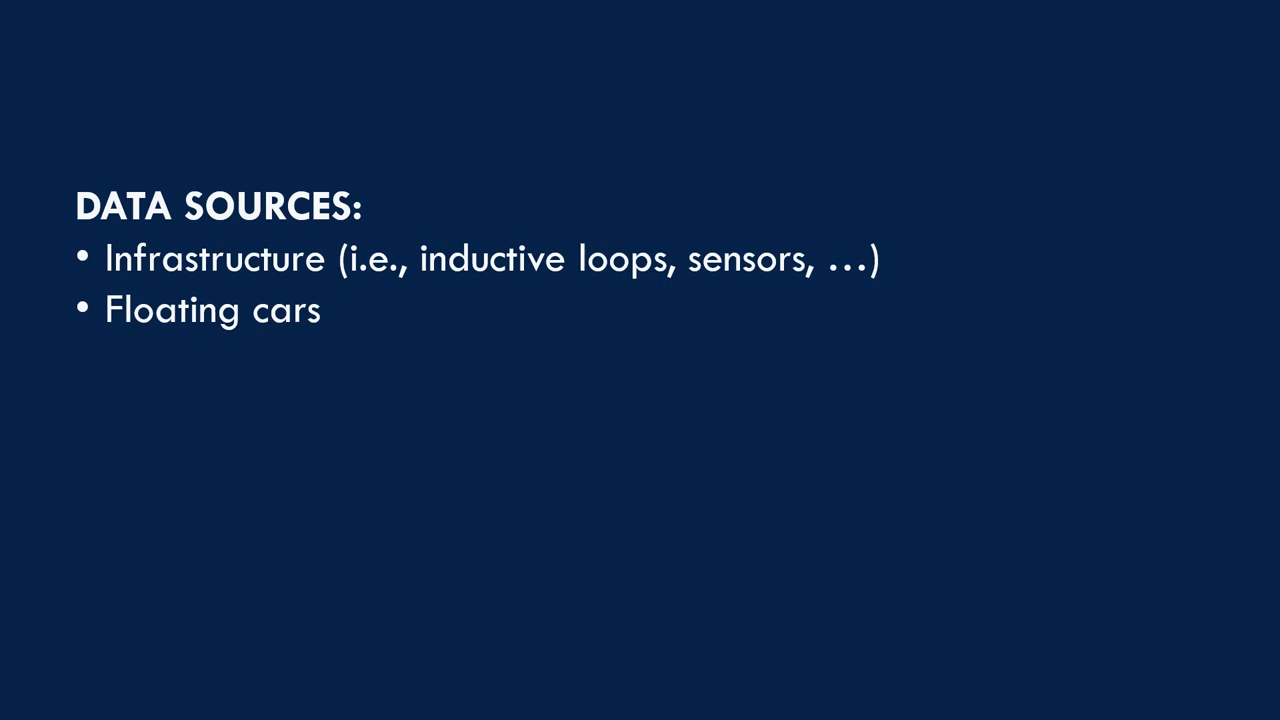 DATA SOURCES:
• Infrastructure (i.e., inductive loops, sensors, …)
• Floating cars